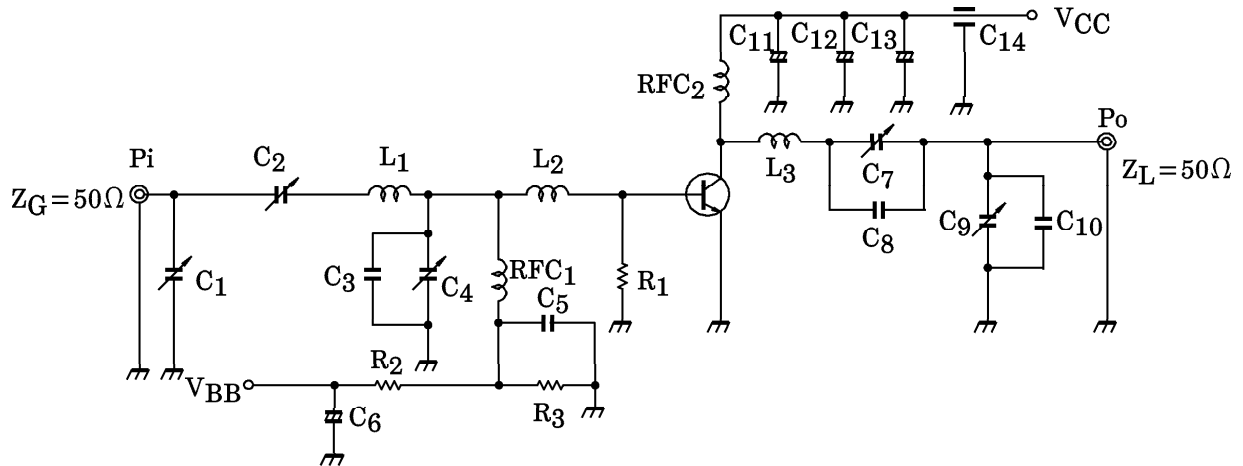 C11 C12 C13 C14 VCC
RFC2
Po
Pi C2 L1 L2 L3 C7 ZL=50Ω
ZG=50Ω
C8 C9 C10
C1 C3 C4 RFC1 R1
C5
R2
VBB
C6 R3